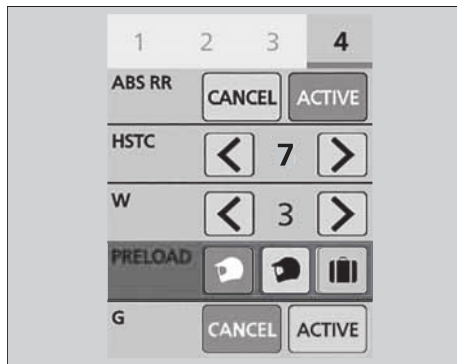 1 2 3 4
ABS RR CANCEL ACTIVE
HSTC 7
W 3
PRELOAD
G CANCEL ACTIVE